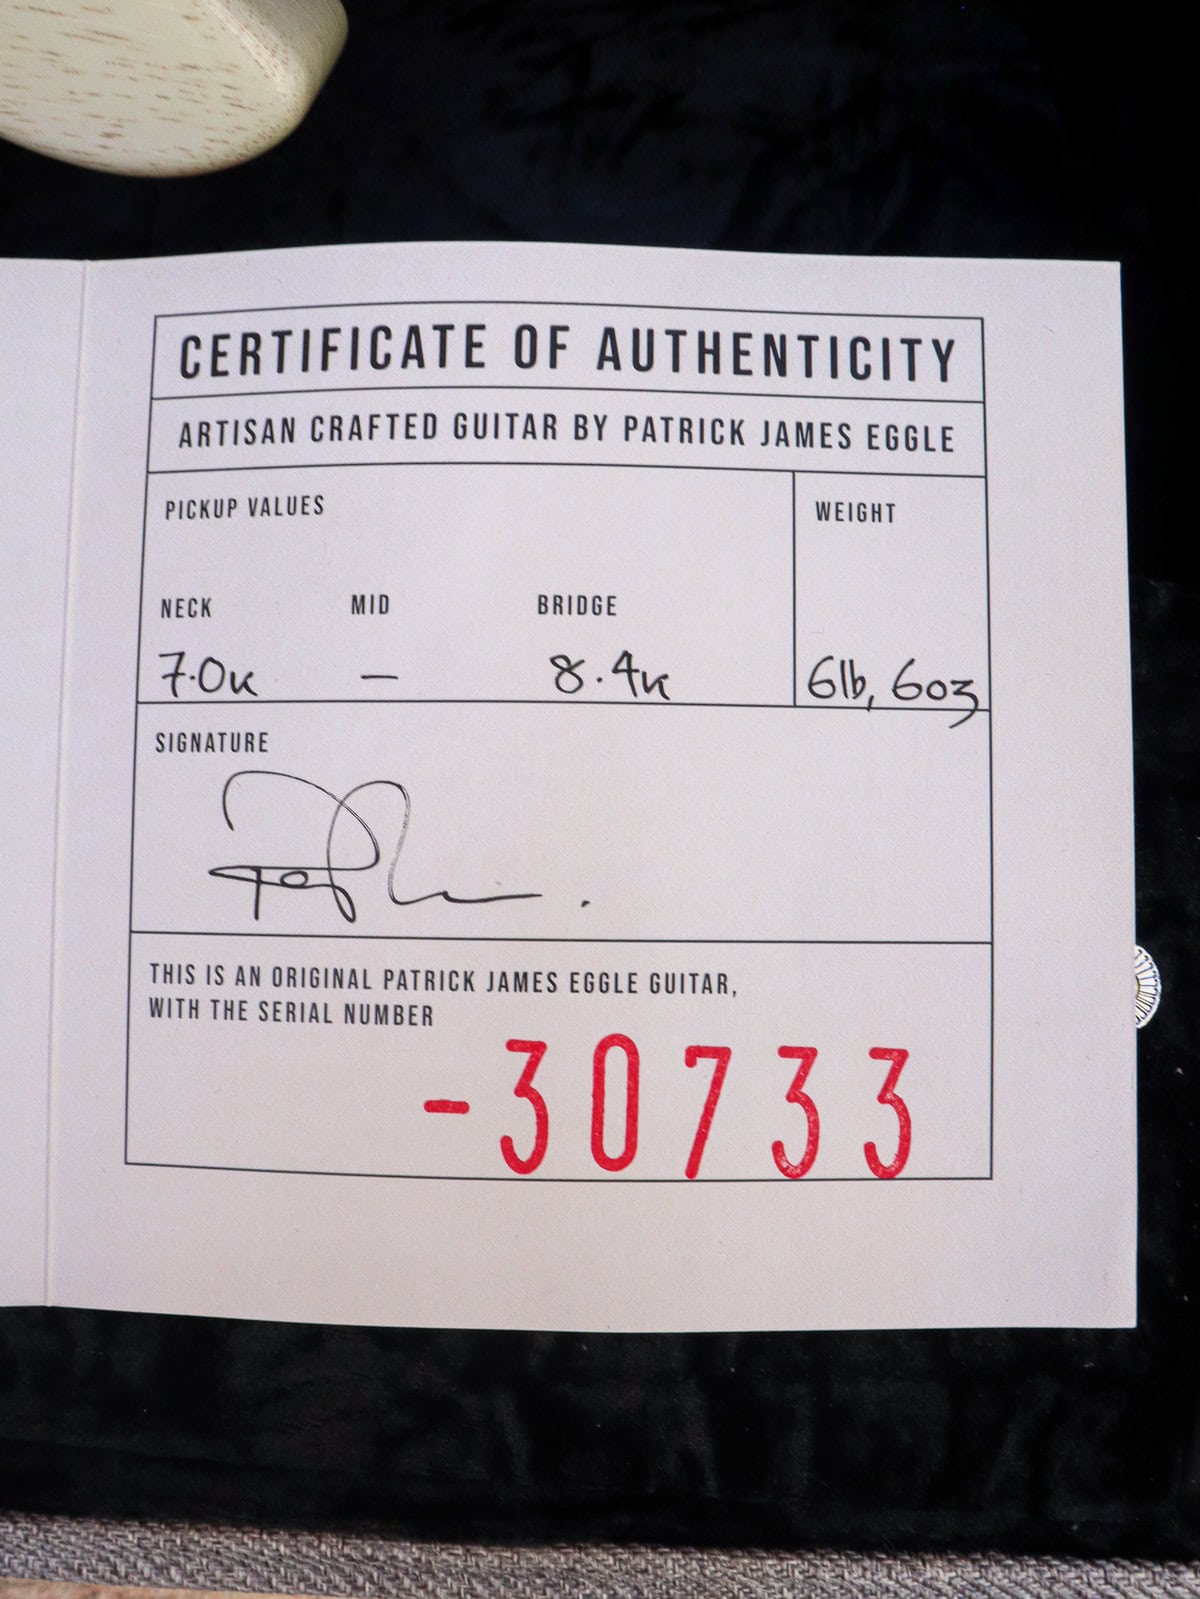 CERTIFICATE OF AUTHENTICITY
ARTISAN CRAFTED GUITAR BY PATRICK JAMES EGGLE
PICKUP VALUES
WEIGHT
NECK MID BRIDGE
7.0K — 8.4K
6lb, 6oz
SIGNATURE
THIS IS AN ORIGINAL PATRICK JAMES EGGLE GUITAR,
WITH THE SERIAL NUMBER
-30733